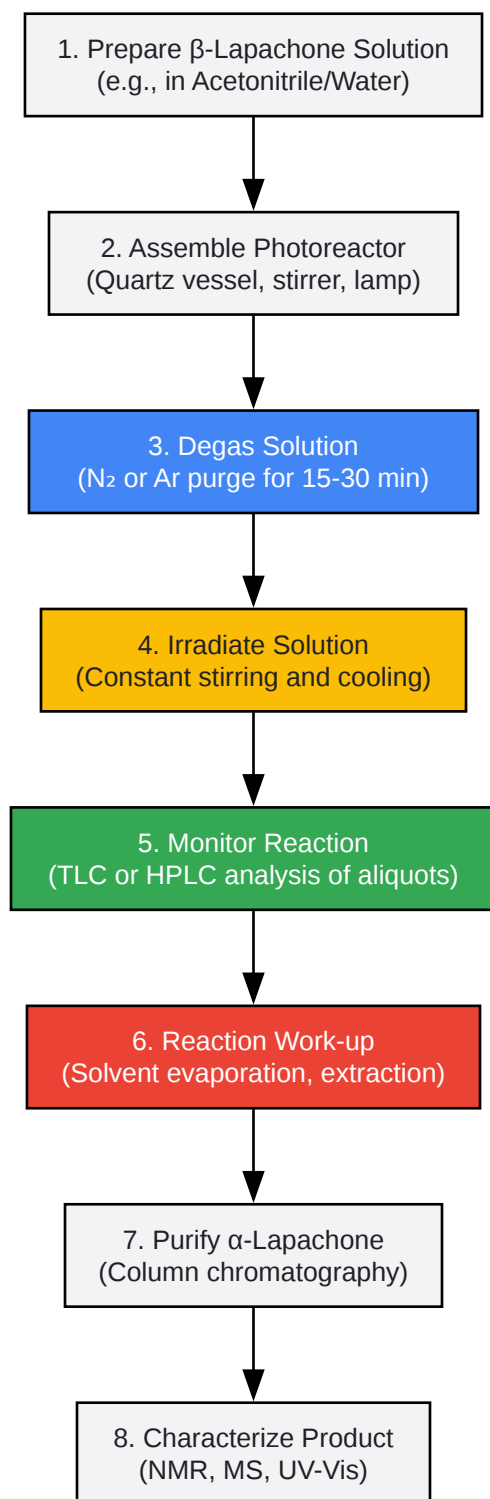 1. Prepare β-Lapachone Solution
(e.g., in Acetonitrile/Water)
2. Assemble Photoreactor
(Quartz vessel, stirrer, lamp)
3. Degas Solution
(N₂ or Ar purge for 15-30 min)
4. Irradiate Solution
(Constant stirring and cooling)
5. Monitor Reaction
(TLC or HPLC analysis of aliquots)
6. Reaction Work-up
(Solvent evaporation, extraction)
7. Purify α-Lapachone
(Column chromatography)
8. Characterize Product
(NMR, MS, UV-Vis)